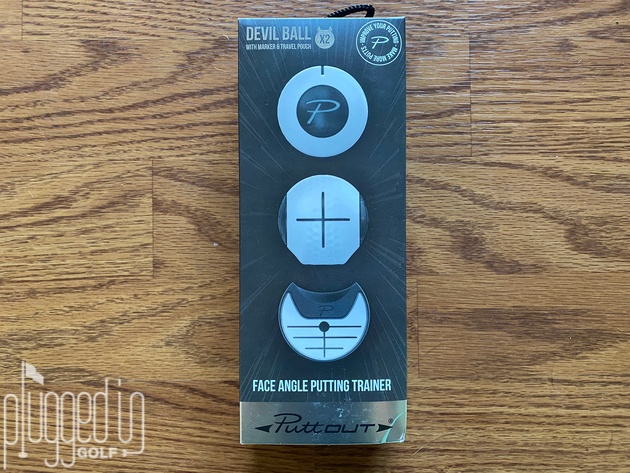 DEVIL BALL X2
WITH MARKER & TRAVEL POUCH
IMPROVE YOUR PUTTING · MAKE MORE PUTTS ·
P
P
P
FACE ANGLE PUTTING TRAINER
PuttOUT®
plugged in
GOLF